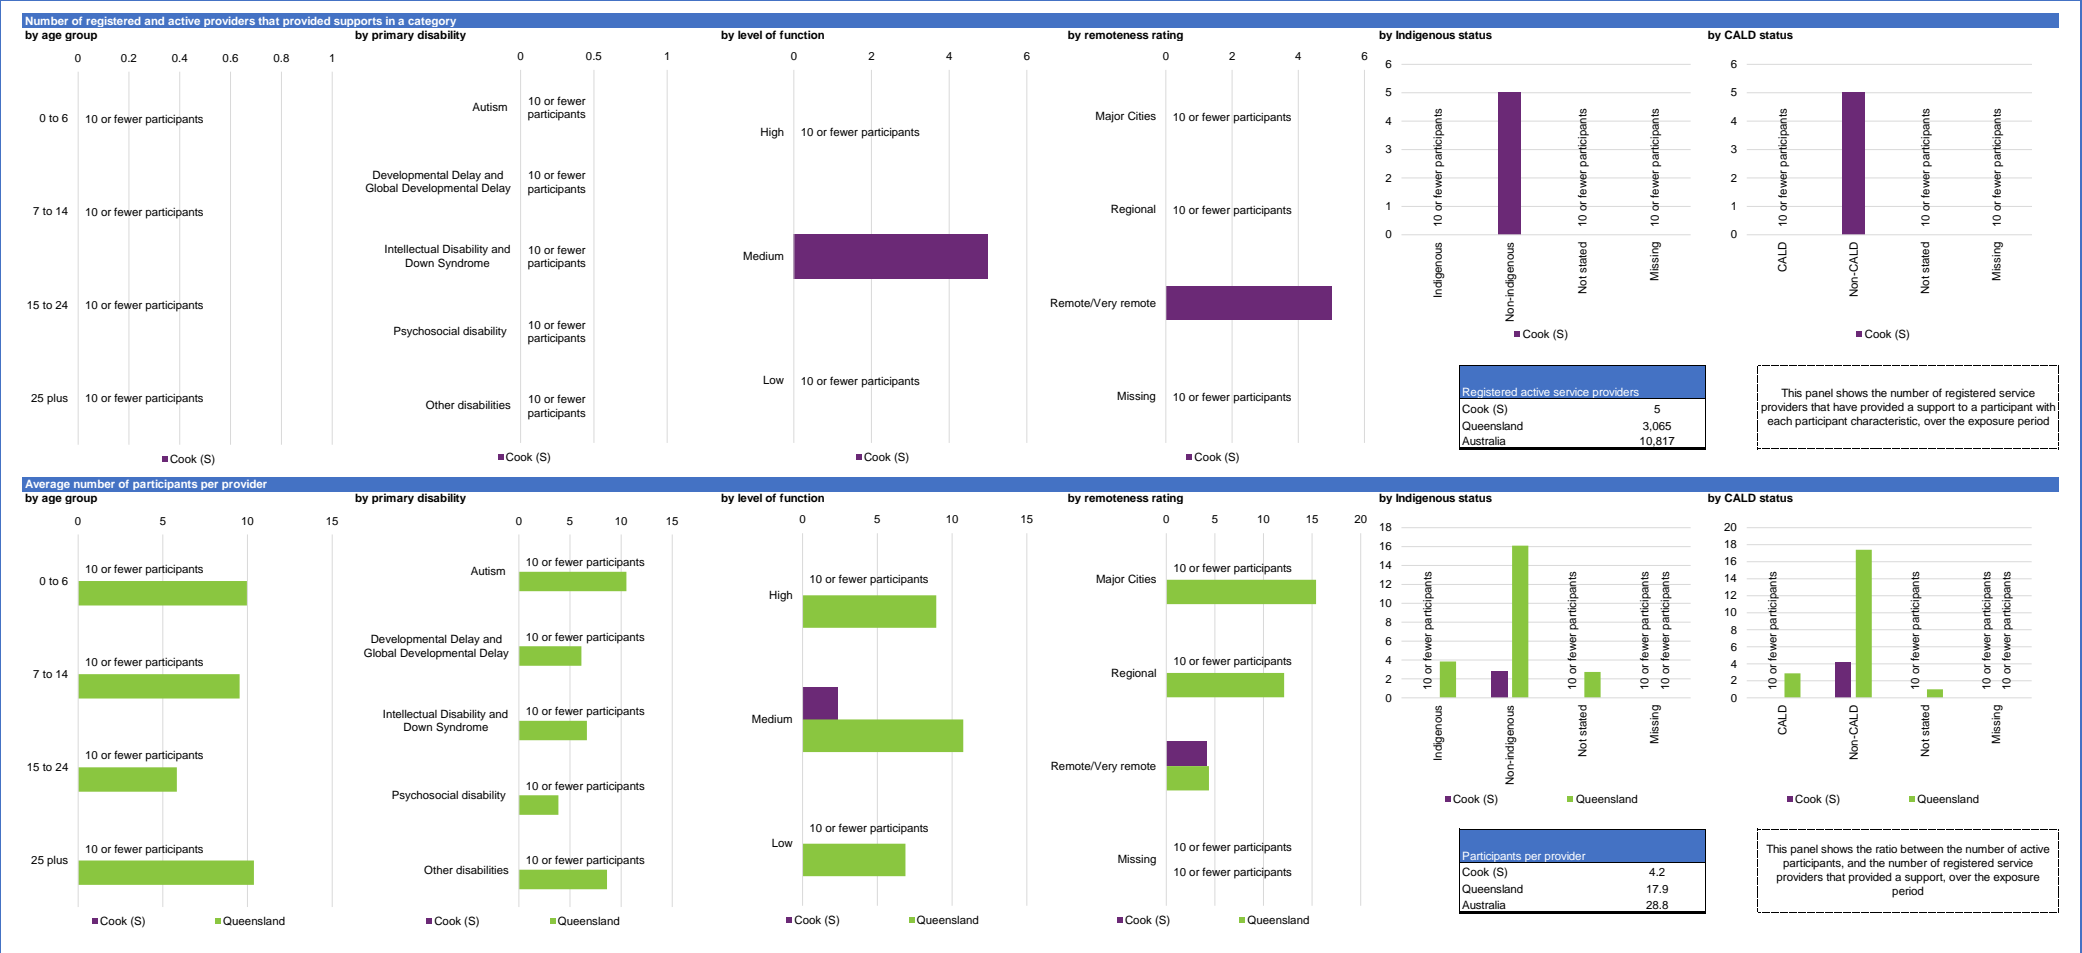 Number of registered and active providers that provided supports in a category
by age group
0 0.2 0.4 0.6 0.8 1
0 to 6 10 or fewer participants
7 to 14 10 or fewer participants
15 to 24 10 or fewer participants
25 plus 10 or fewer participants
Cook (S)
by primary disability
0 0.5 1
Autism 10 or fewer
participants
Developmental Delay and 10 or fewer
Global Developmental Delay participants
Intellectual Disability and 10 or fewer
Down Syndrome participants
Psychosocial disability 10 or fewer
participants
Other disabilities 10 or fewer
participants
Cook (S)
by level of function
0 2 4 6
High 10 or fewer participants
Medium
Low 10 or fewer participants
Cook (S)
by remoteness rating
0 2 4 6
Major Cities 10 or fewer participants
Regional 10 or fewer participants
Remote/Very remote
Missing 10 or fewer participants
Cook (S)
by Indigenous status
6
5
4
3
2
1
0
10 or fewer participants
10 or fewer participants
10 or fewer participants
Indigenous
Non-indigenous
Not stated
Missing
Cook (S)
by CALD status
6
5
4
3
2
1
0
10 or fewer participants
10 or fewer participants
10 or fewer participants
CALD
Non-CALD
Not stated
Missing
Cook (S)
Registered active service providers
Cook (S) 5
Queensland 3,065
Australia 10,817
This panel shows the number of registered service
providers that have provided a support to a participant with
each participant characteristic, over the exposure period
Average number of participants per provider
by age group
0 5 10 15
0 to 6 10 or fewer participants
7 to 14 10 or fewer participants
15 to 24 10 or fewer participants
25 plus 10 or fewer participants
Cook (S) Queensland
by primary disability
0 5 10 15
Autism 10 or fewer participants
Developmental Delay and 10 or fewer participants
Global Developmental Delay
Intellectual Disability and 10 or fewer participants
Down Syndrome
Psychosocial disability 10 or fewer participants
Other disabilities 10 or fewer participants
Cook (S) Queensland
by level of function
0 5 10 15
High 10 or fewer participants
Medium
Low 10 or fewer participants
Cook (S) Queensland
by remoteness rating
0 5 10 15 20
Major Cities 10 or fewer participants
Regional 10 or fewer participants
Remote/Very remote
Missing 10 or fewer participants
10 or fewer participants
Cook (S) Queensland
by Indigenous status
18
16
14
12
10
8
6
4
2
0
10 or fewer participants
10 or fewer participants
10 or fewer participants
10 or fewer participants
Indigenous
Non-indigenous
Not stated
Missing
Cook (S) Queensland
by CALD status
20
18
16
14
12
10
8
6
4
2
0
10 or fewer participants
10 or fewer participants
10 or fewer participants
10 or fewer participants
CALD
Non-CALD
Not stated
Missing
Cook (S) Queensland
Participants per provider
Cook (S) 4.2
Queensland 17.9
Australia 28.8
This panel shows the ratio between the number of active
participants, and the number of registered service
providers that provided a support, over the exposure
period